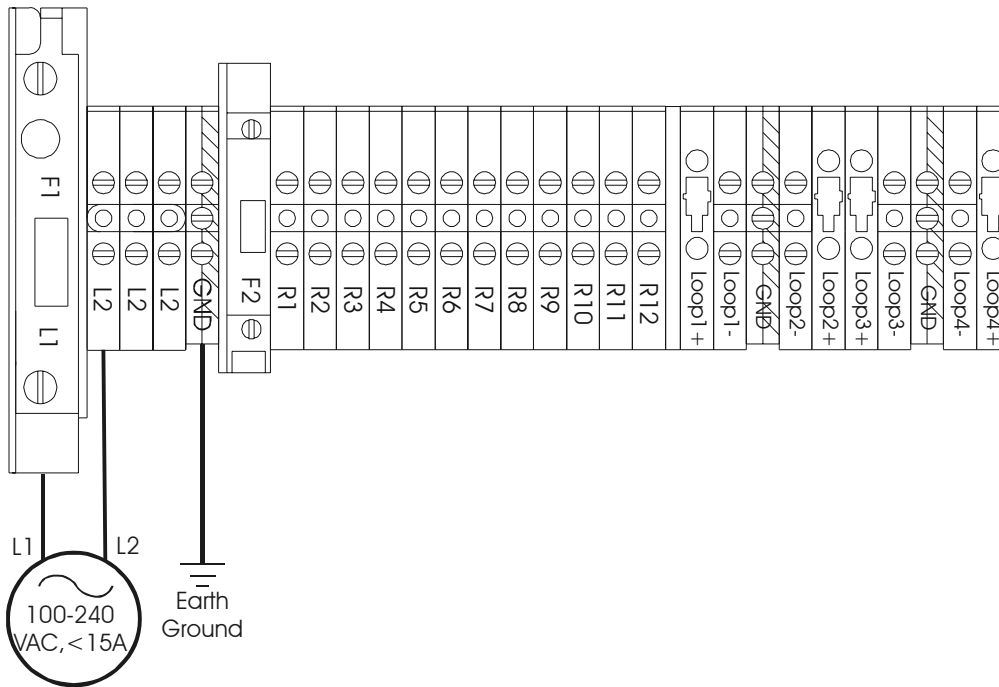 F1
L1
L2
L2
L2
GND
F2
R1
R2
R3
R4
R5
R6
R7
R8
R9
R10
R11
R12
Loop1+
Loop1-
GND
Loop2-
Loop2+
Loop3+
Loop3-
GND
Loop4-
Loop4+
L1
L2
100-240
VAC,<15A
Earth
Ground